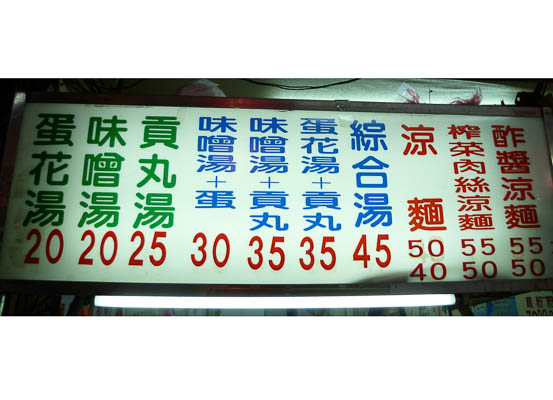 蛋花湯
20
味噌湯
20
貢丸湯
25
味噌湯+蛋
30
味噌湯+貢丸
35
蛋花湯+貢丸
35
綜合湯
45
涼麵
50
40
榨菜肉絲涼麵
55
50
酢醬涼麵
55
50